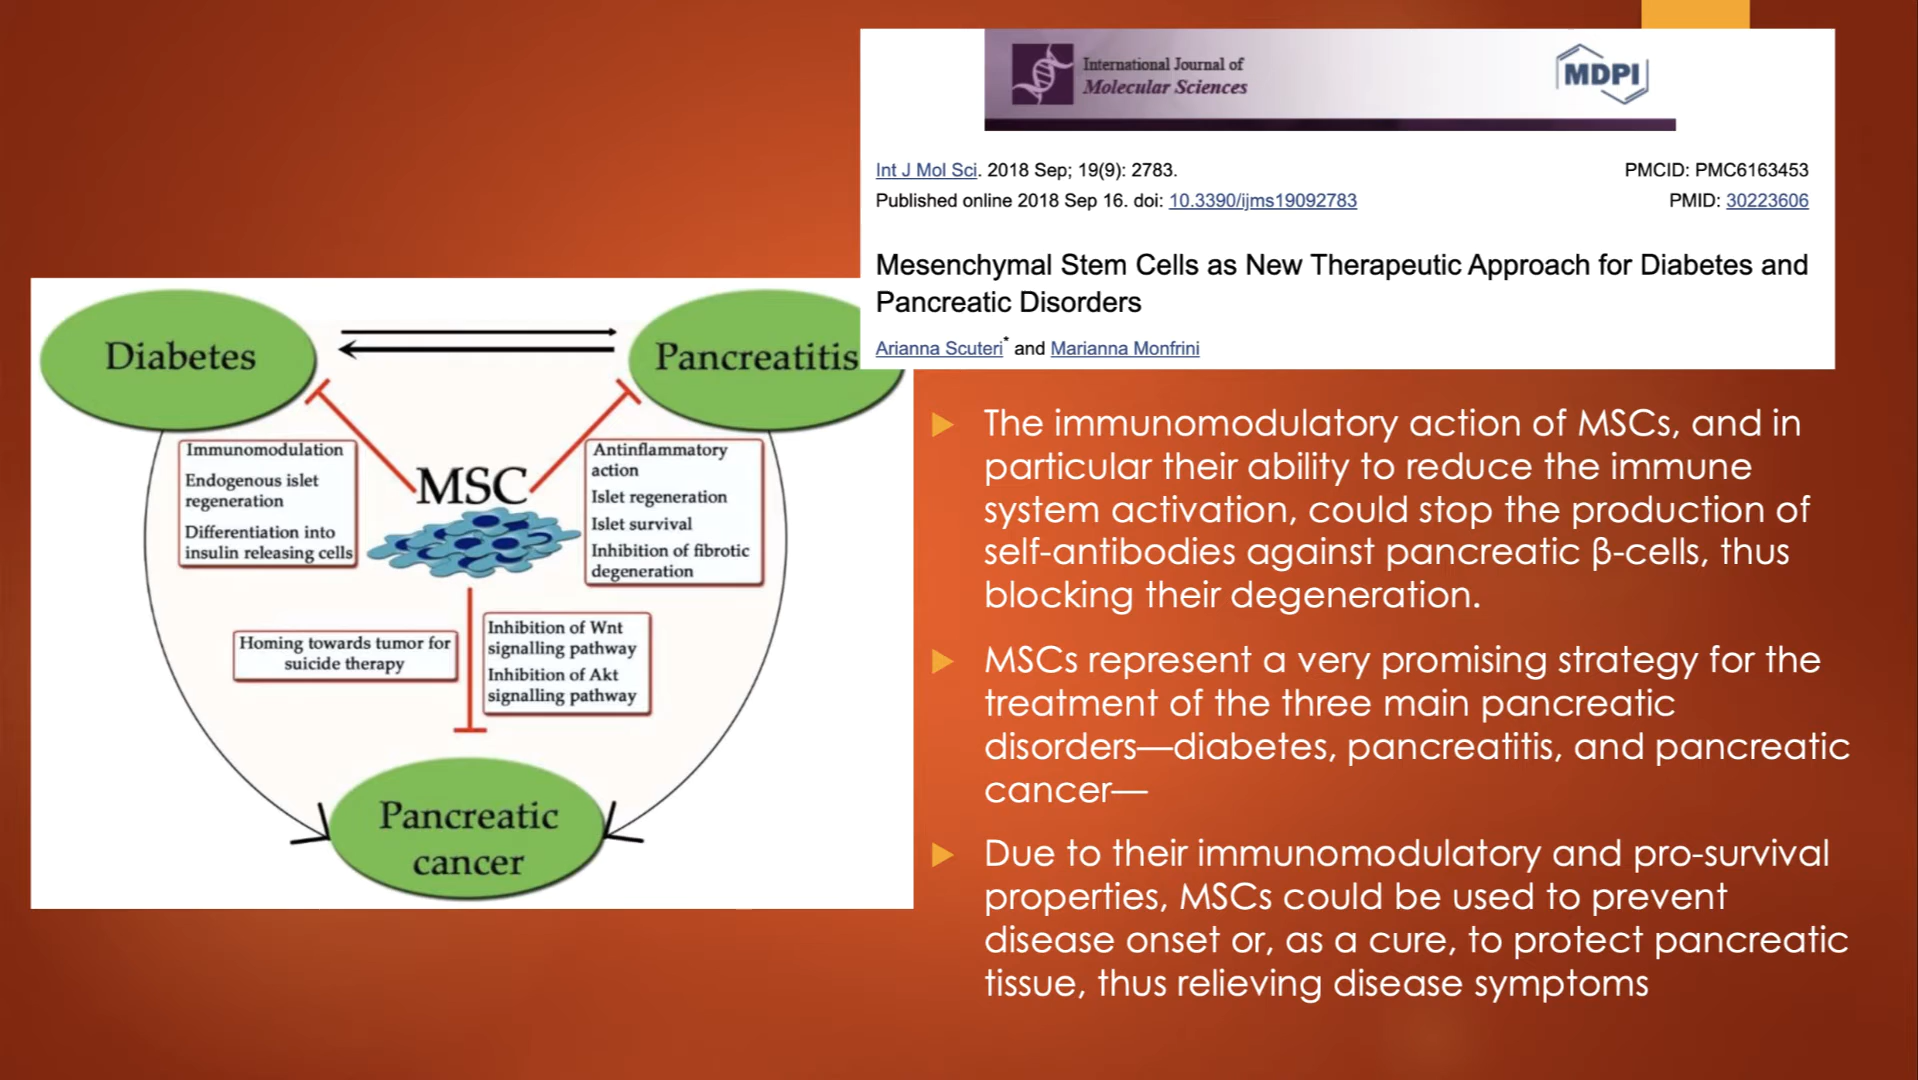 International Journal of
Molecular Sciences
MDPI
Int J Mol Sci. 2018 Sep; 19(9): 2783.
PMCID: PMC6163453
Published online 2018 Sep 16. doi: 10.3390/ijms19092783
PMID: 30223606
Mesenchymal Stem Cells as New Therapeutic Approach for Diabetes and
Pancreatic Disorders
Arianna Scuteri* and Marianna Monfrini
Diabetes
Pancreatitis
Immunomodulation
Endogenous islet
regeneration
Differentiation into
insulin releasing cells
MSC
Antinflammatory
action
Islet regeneration
Islet survival
Inhibition of fibrotic
degeneration
Homing towards tumor for
suicide therapy
Inhibition of Wnt
signalling pathway
Inhibition of Akt
signalling pathway
Pancreatic
cancer
The immunomodulatory action of MSCs, and in
particular their ability to reduce the immune
system activation, could stop the production of
self-antibodies against pancreatic β-cells, thus
blocking their degeneration.
MSCs represent a very promising strategy for the
treatment of the three main pancreatic
disorders—diabetes, pancreatitis, and pancreatic
cancer—
Due to their immunomodulatory and pro-survival
properties, MSCs could be used to prevent
disease onset or, as a cure, to protect pancreatic
tissue, thus relieving disease symptoms